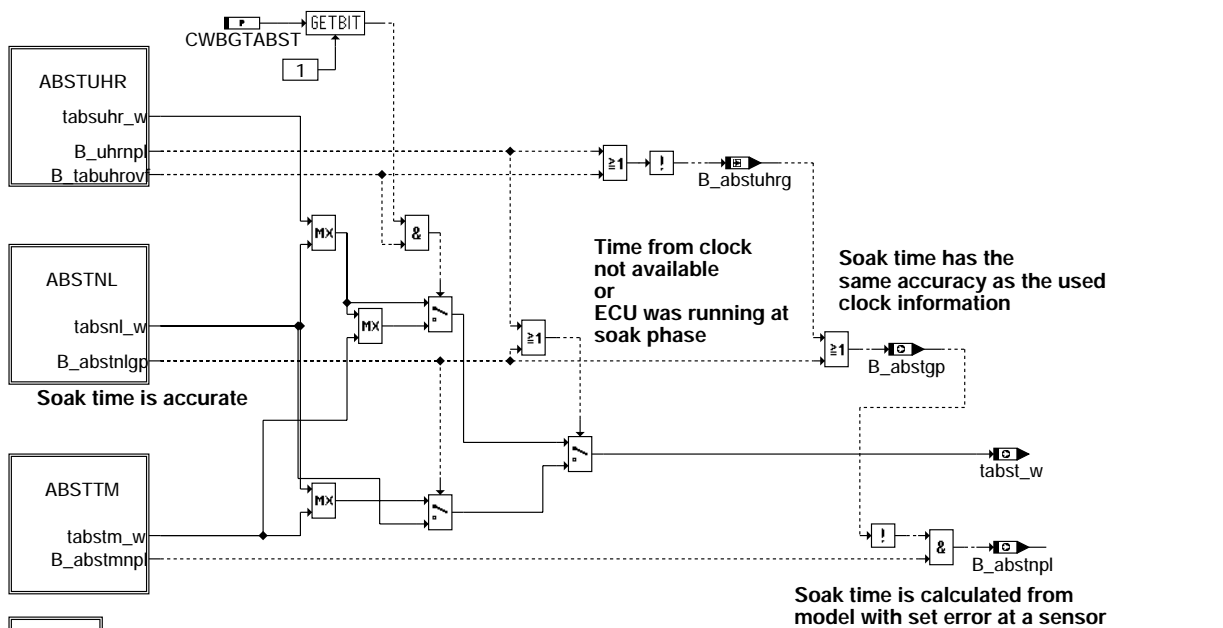 CWBGTABST
P
GETBIT
1
ABSTUHR
tabsuhr_w
B_uhrnpl
B_tabuhrovf
≥1
!
B_abstuhrg
MX
&
ABSTNL
tabsnl_w
B_abstnlgp
Soak time is accurate
MX
≥1
Time from clock
not available
or
ECU was running at
soak phase
Soak time has the
same accuracy as the used
clock information
≥1
B_abstgp
tabst_w
ABSTTM
tabstm_w
B_abstmnpl
MX
!
&
B_abstnpl
Soak time is calculated from
model with set error at a sensor